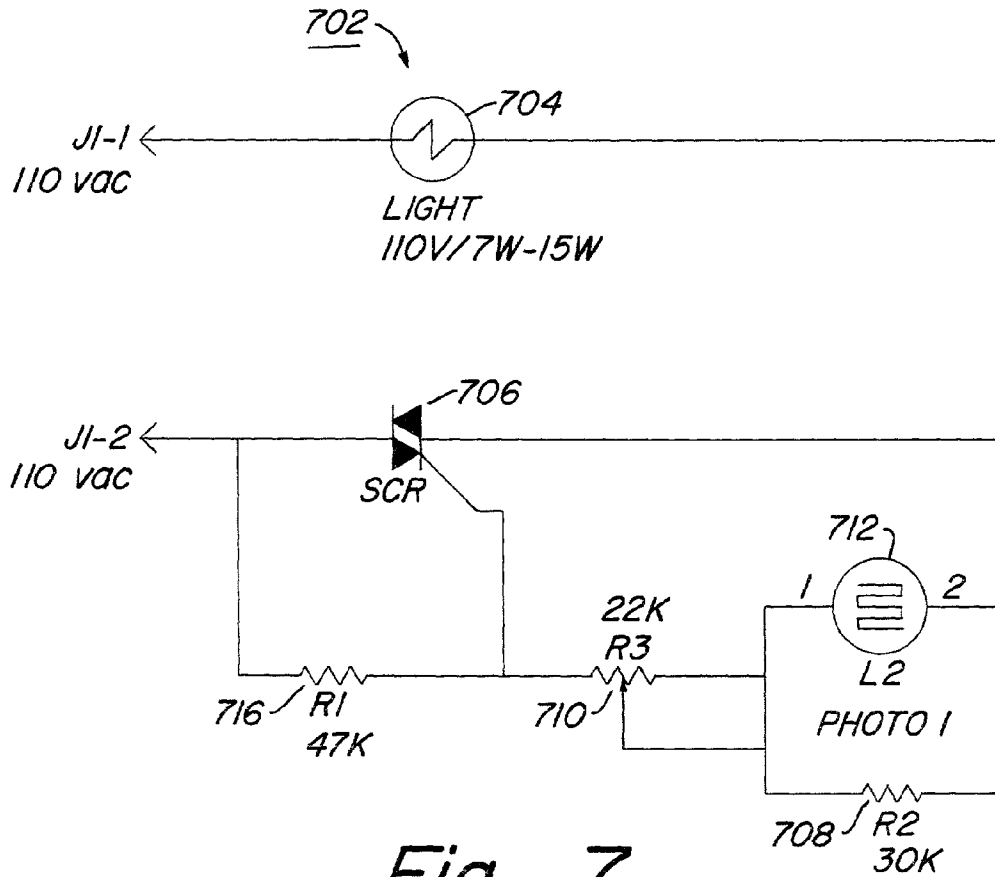 702
704
J1-1
110 vac
LIGHT
110V/7W-15W
706
J1-2
110 vac
SCR
712
1 2
22K
R3
L2
716
R1
47K
710
PHOTO 1
708
R2
30K
Fig. 7